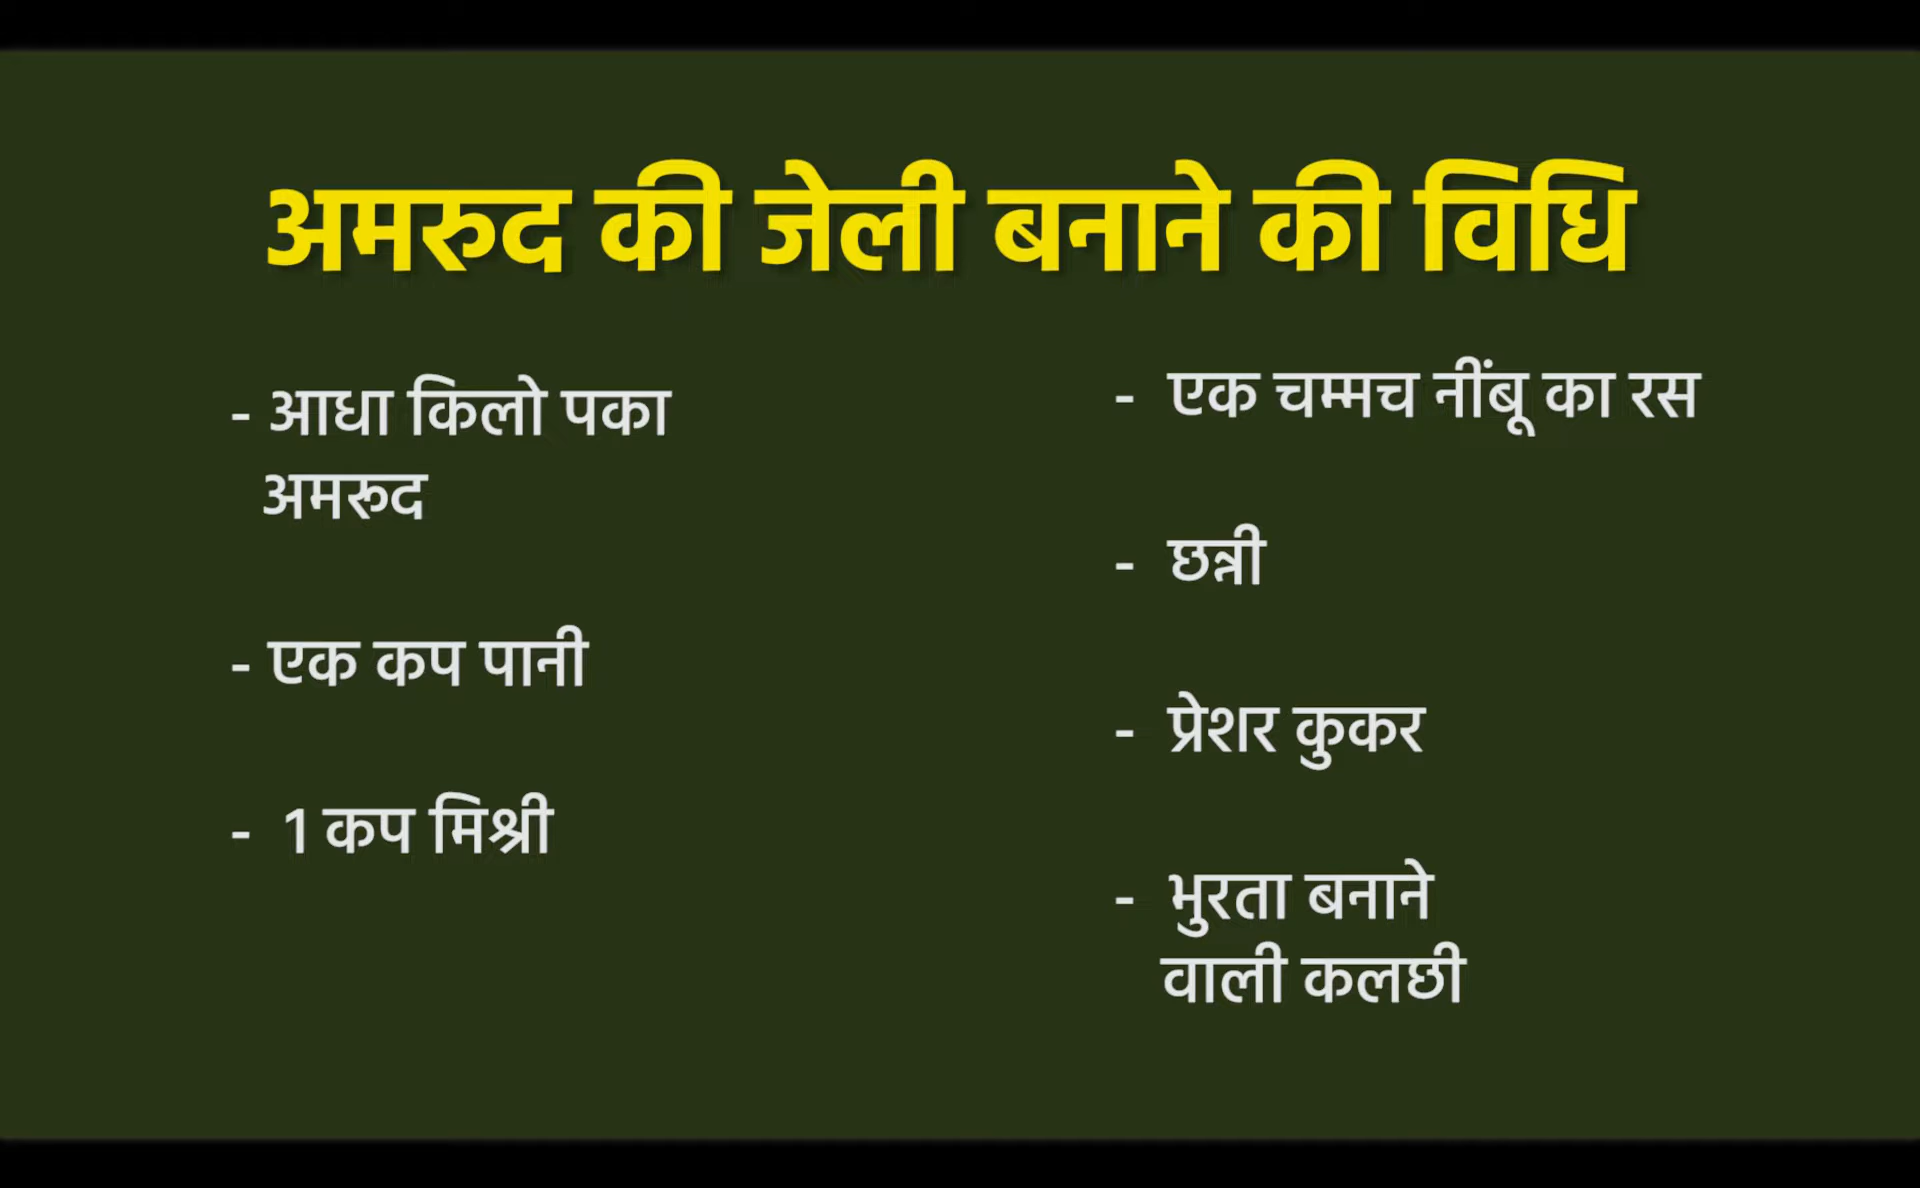 अमरुद की जेली बनाने की विधि
- आधा किलो पका
अमरूद
- एक कप पानी
- 1 कप मिश्री
- एक चम्मच नींबू का रस
- छन्नी
- प्रेशर कुकर
- भुरता बनाने
वाली कलछी